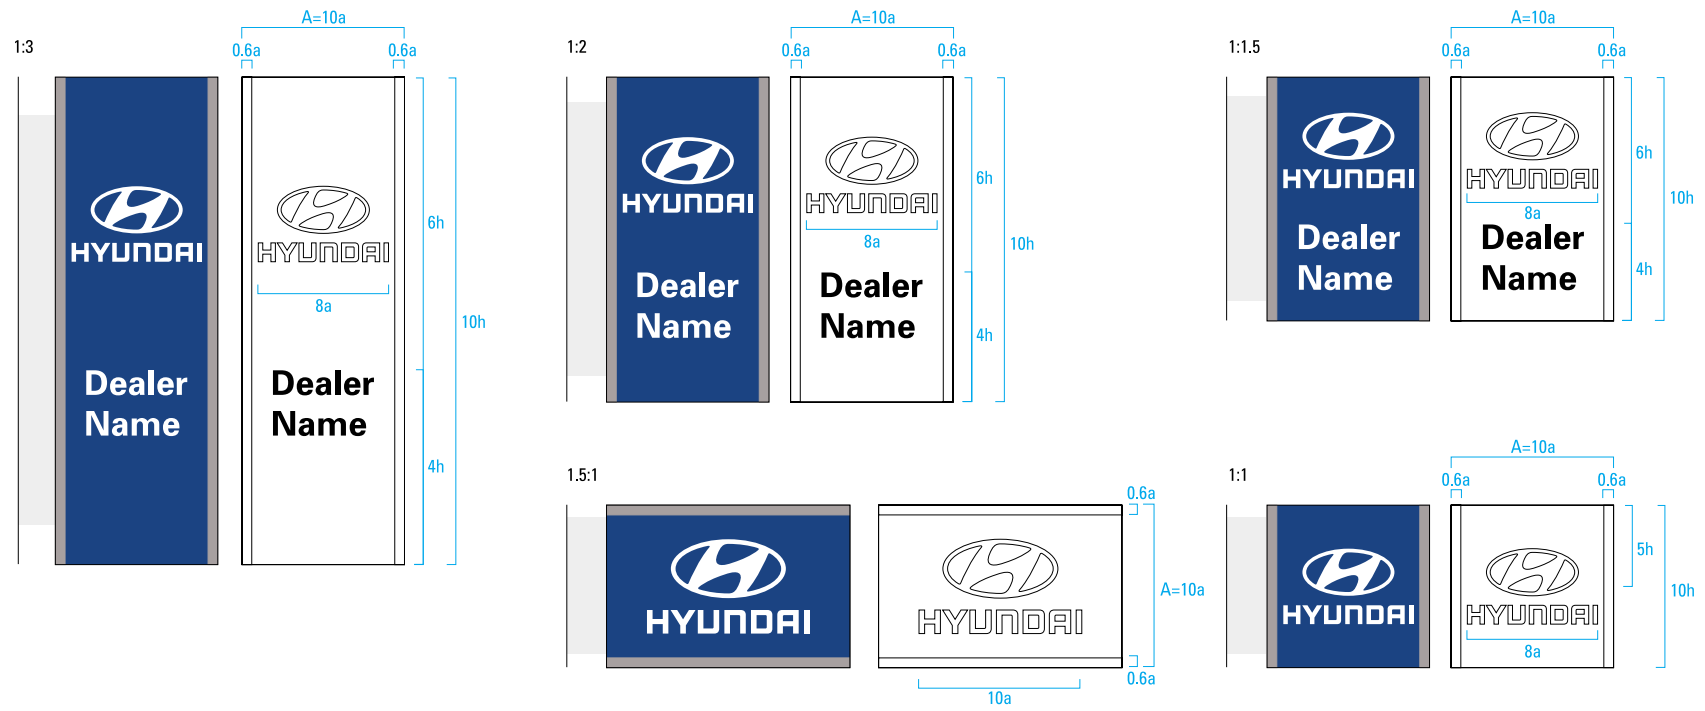 1:3
A=10a
0.6a
0.6a
HYUNDAI
Dealer
Name
HYUNDAI
8a
Dealer
Name
6h
4h
10h
1:2
A=10a
0.6a
0.6a
HYUNDAI
Dealer
Name
HYUNDAI
8a
Dealer
Name
6h
4h
10h
1:1.5
A=10a
0.6a
0.6a
HYUNDAI
Dealer
Name
HYUNDAI
8a
Dealer
Name
6h
4h
10h
1.5:1
HYUNDAI
HYUNDAI
0.6a
A=10a
0.6a
10a
1:1
A=10a
0.6a
0.6a
HYUNDAI
HYUNDAI
8a
5h
10h